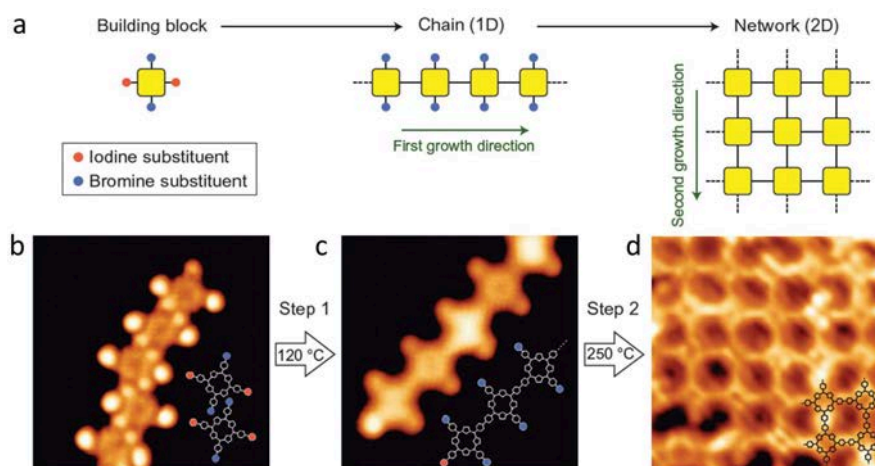 a
Building block
Chain (1D)
Network (2D)
First growth direction
Second growth direction
Iodine substituent
Bromine substituent
b
c
d
Step 1
120 °C
Step 2
250 °C